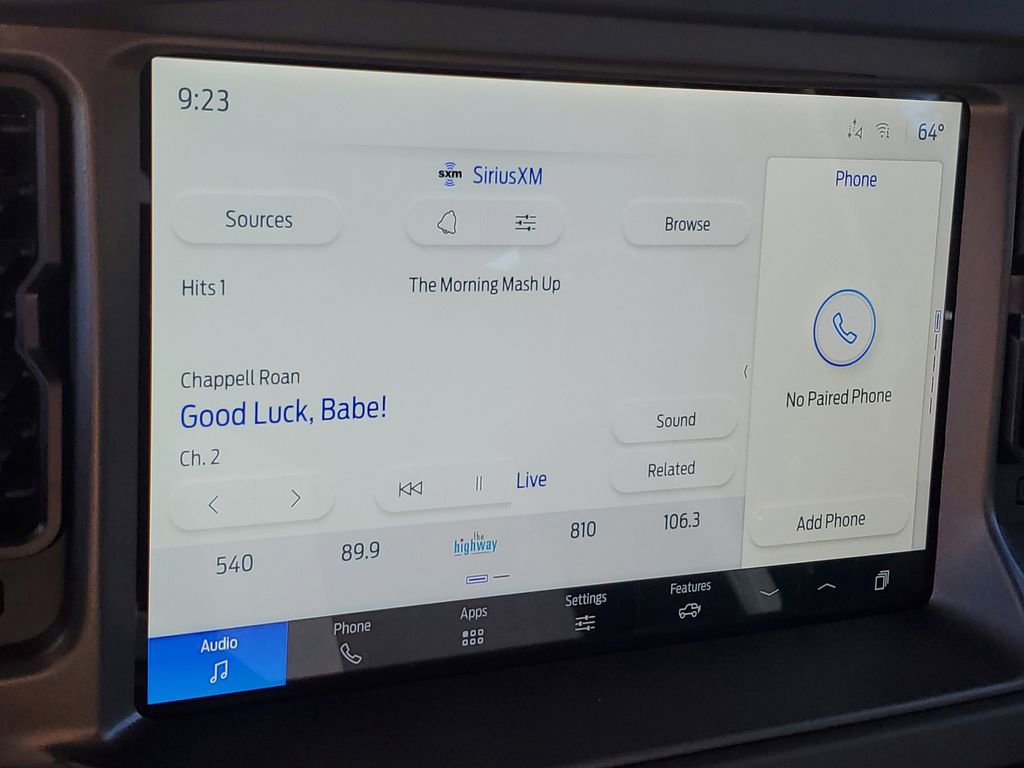 9:23
64°
sxm SiriusXM
Phone
Sources
Browse
Hits 1
The Morning Mash Up
No Paired Phone
Chappell Roan
Good Luck, Babe!
Sound
Ch. 2
Related
Live
Add Phone
540
89.9
the highway
810
106.3
Audio
Phone
Apps
Settings
Features